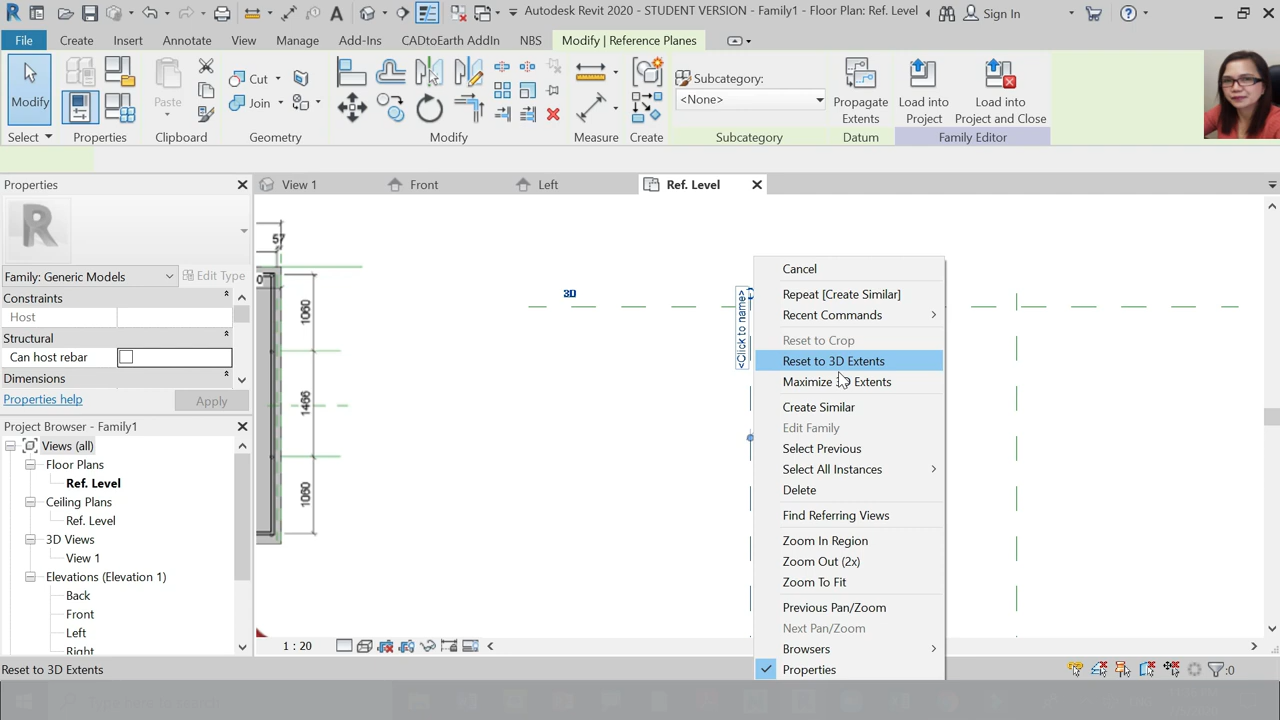 Autodesk Revit 2020 - STUDENT VERSION - Family1 - Floor Plan: Ref. Level
Sign In
File Create Insert Annotate View Manage Add-Ins CADtoEarth AddIn NBS Modify | Reference Planes
Modify
Select
Properties
Paste
Clipboard
Cut
Join
Geometry
Modify
Measure
Create
Subcategory:
<None>
Subcategory
Propagate Extents
Datum
Load into Project
Load into Project and Close
Family Editor
Properties
View 1
Front
Left
Ref. Level
R
Family: Generic Models
Edit Type
Constraints
Host
Structural
Can host rebar
Dimensions
Properties help
Apply
Project Browser - Family1
Views (all)
Floor Plans
Ref. Level
Ceiling Plans
Ref. Level
3D Views
View 1
Elevations (Elevation 1)
Back
Front
Left
Right
57
0
1060
1466
1060
3D
<Click to name>
Cancel
Repeat [Create Similar]
Recent Commands
Reset to Crop
Reset to 3D Extents
Maximize 3D Extents
Create Similar
Edit Family
Select Previous
Select All Instances
Delete
Find Referring Views
Zoom In Region
Zoom Out (2x)
Zoom To Fit
Previous Pan/Zoom
Next Pan/Zoom
Browsers
Properties
1 : 20
Reset to 3D Extents
:0